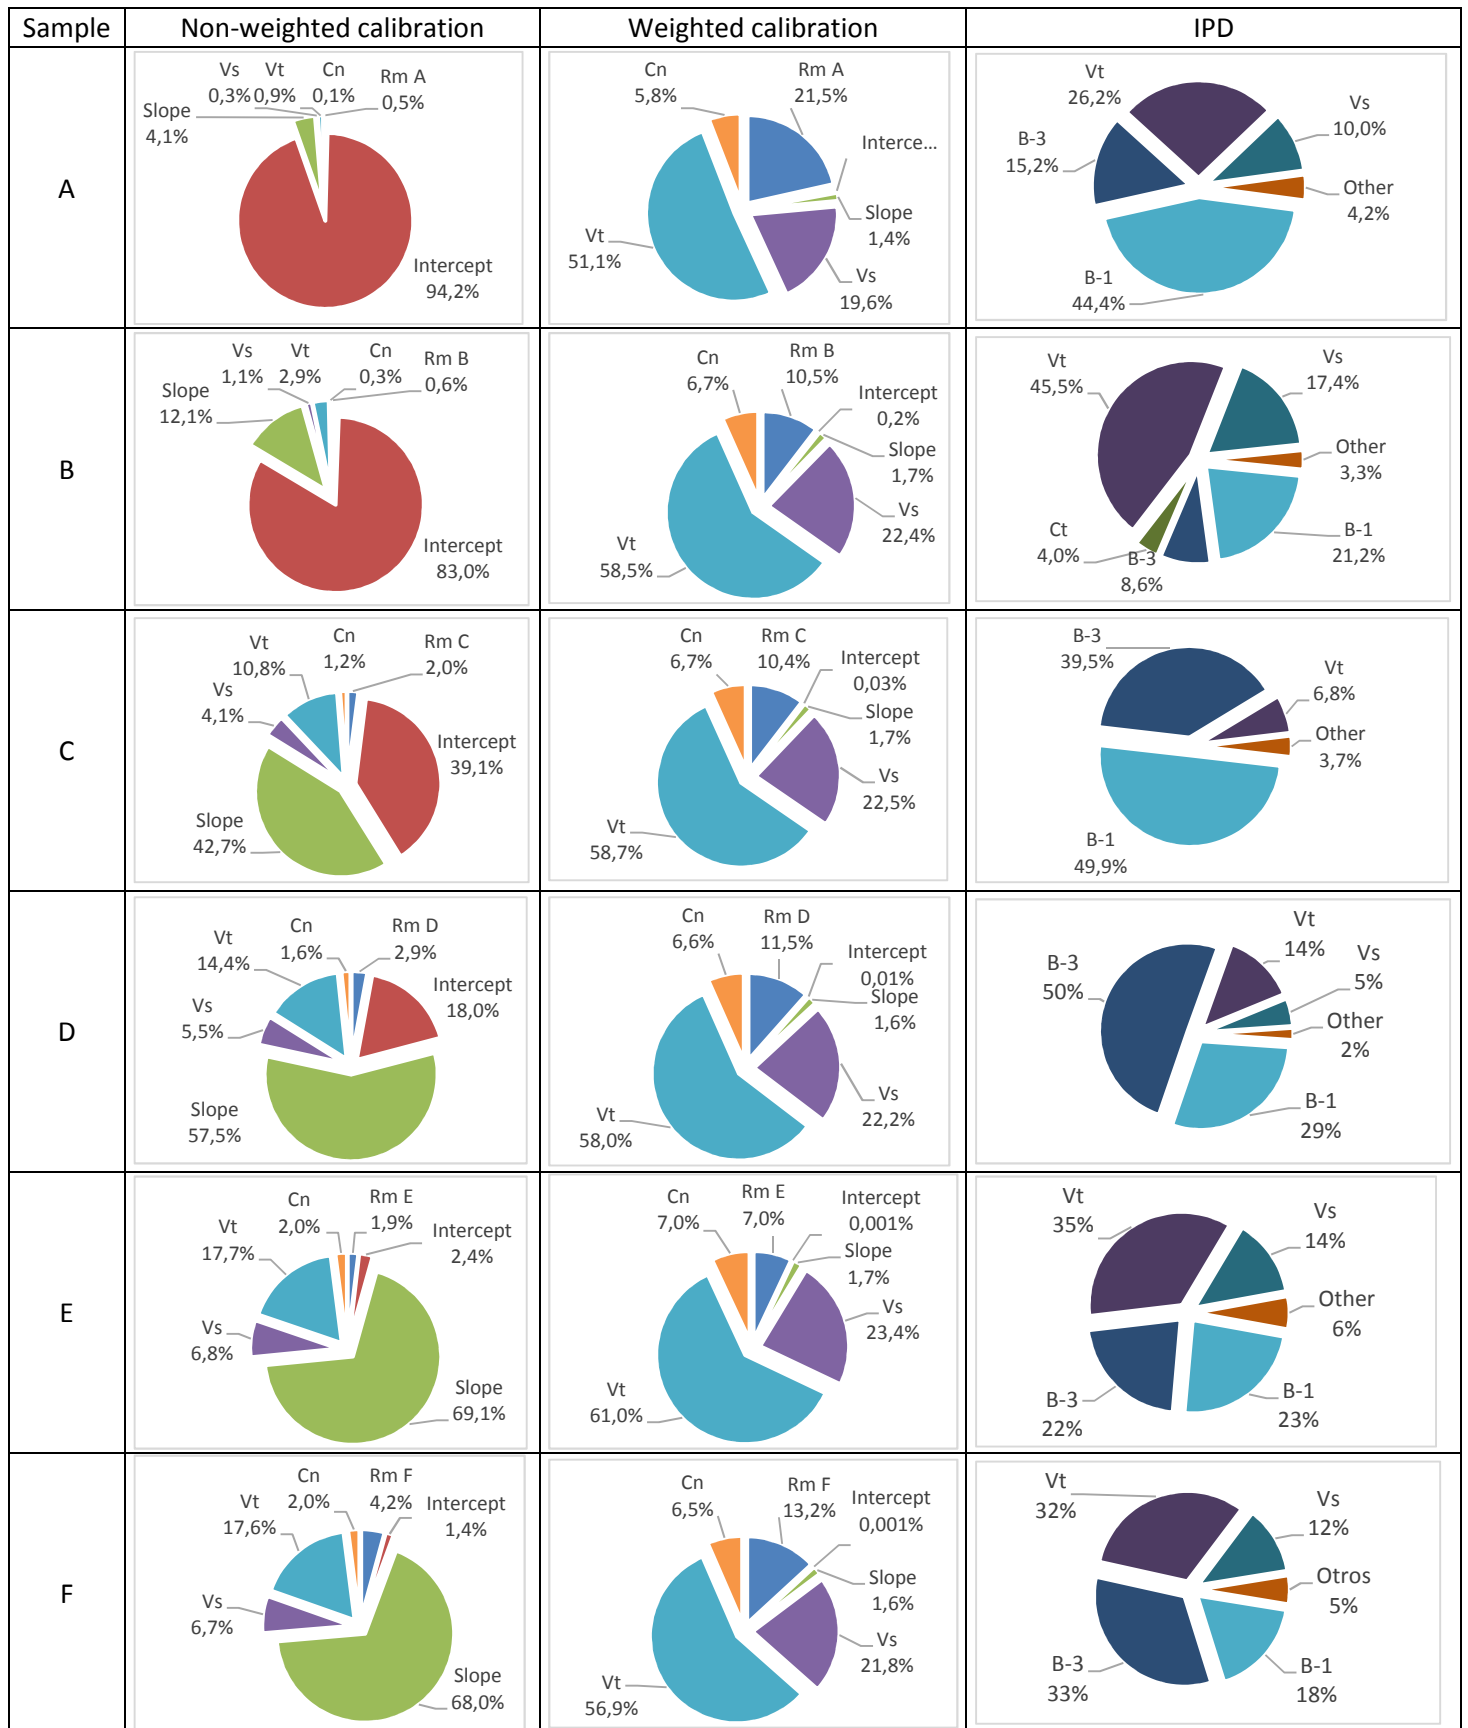 Sample Non-weighted calibration Weighted calibration IPD
A
Vs Vt Cn Rm A
0,3% 0,9% 0,1% 0,5%
Slope
4,1%
Intercept
94,2%
Cn
5,8%
Rm A
21,5%
Interce...
Slope
1,4%
Vt
51,1%
Vs
19,6%
Vt
26,2%
Vs
10,0%
B-3
15,2%
Other
4,2%
B-1
44,4%
B
Vs Vt Cn Rm B
1,1% 2,9% 0,3% 0,6%
Slope
12,1%
Intercept
83,0%
Cn
6,7%
Rm B
10,5%
Intercept
0,2%
Slope
1,7%
Vs
22,4%
Vt
58,5%
Vt
45,5%
Vs
17,4%
Other
3,3%
Ct
4,0%
B-3
8,6%
B-1
21,2%
C
Vt
10,8%
Cn
1,2%
Rm C
2,0%
Vs
4,1%
Intercept
39,1%
Slope
42,7%
Cn
6,7%
Rm C
10,4%
Intercept
0,03%
Slope
1,7%
Vs
22,5%
Vt
58,7%
B-3
39,5%
Vt
6,8%
Other
3,7%
B-1
49,9%
D
Vt
14,4%
Cn
1,6%
Rm D
2,9%
Intercept
18,0%
Vs
5,5%
Slope
57,5%
Cn
6,6%
Rm D
11,5%
Intercept
0,01%
Slope
1,6%
Vs
22,2%
Vt
58,0%
Vt
14%
Vs
5%
B-3
50%
Other
2%
B-1
29%
E
Vt
17,7%
Cn
2,0%
Rm E
1,9%
Intercept
2,4%
Vs
6,8%
Slope
69,1%
Cn
7,0%
Rm E
7,0%
Intercept
0,001%
Slope
1,7%
Vs
23,4%
Vt
61,0%
Vt
35%
Vs
14%
Other
6%
B-3
22%
B-1
23%
F
Vt
17,6%
Cn
2,0%
Rm F
4,2%
Intercept
1,4%
Vs
6,7%
Slope
68,0%
Cn
6,5%
Rm F
13,2%
Intercept
0,001%
Slope
1,6%
Vs
21,8%
Vt
56,9%
Vt
32%
Vs
12%
Otros
5%
B-3
33%
B-1
18%